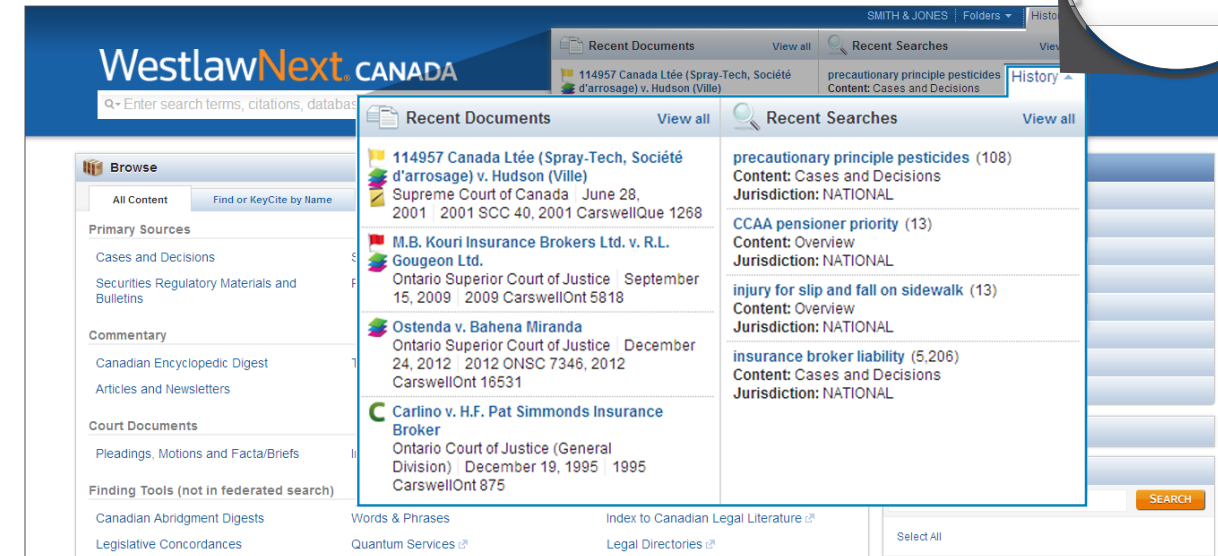 SMITH & JONES Folders Histo
WestlawNext. CANADA
Recent Documents View all Recent Searches View
114957 Canada Ltée (Spray-Tech, Société
d'arrosage) v. Hudson (Ville)
precautionary principle pesticides
Content: Cases and Decisions
Enter search terms, citations, databas
History
Recent Documents View all
114957 Canada Ltée (Spray-Tech, Société
d'arrosage) v. Hudson (Ville)
Supreme Court of Canada June 28,
2001 2001 SCC 40, 2001 CarswellQue 1268
M.B. Kouri Insurance Brokers Ltd. v. R.L.
Gougeon Ltd.
Ontario Superior Court of Justice September
15, 2009 2009 CarswellOnt 5818
Ostenda v. Bahena Miranda
Ontario Superior Court of Justice December
24, 2012 2012 ONSC 7346, 2012
CarswellOnt 16531
C Carlino v. H.F. Pat Simmonds Insurance
Broker
Ontario Court of Justice (General
Division) December 19, 1995 1995
CarswellOnt 875
Recent Searches View all
precautionary principle pesticides (108)
Content: Cases and Decisions
Jurisdiction: NATIONAL
CCAA pensioner priority (13)
Content: Overview
Jurisdiction: NATIONAL
injury for slip and fall on sidewalk (13)
Content: Overview
Jurisdiction: NATIONAL
insurance broker liability (5,206)
Content: Cases and Decisions
Jurisdiction: NATIONAL
Browse
All Content Find or KeyCite by Name
Primary Sources
Cases and Decisions
Securities Regulatory Materials and
Bulletins
Commentary
Canadian Encyclopedic Digest
Articles and Newsletters
Court Documents
Pleadings, Motions and Facta/Briefs
Finding Tools (not in federated search)
Canadian Abridgment Digests Words & Phrases Index to Canadian Legal Literature
Legislative Concordances Quantum Services Legal Directories
SEARCH
Select All